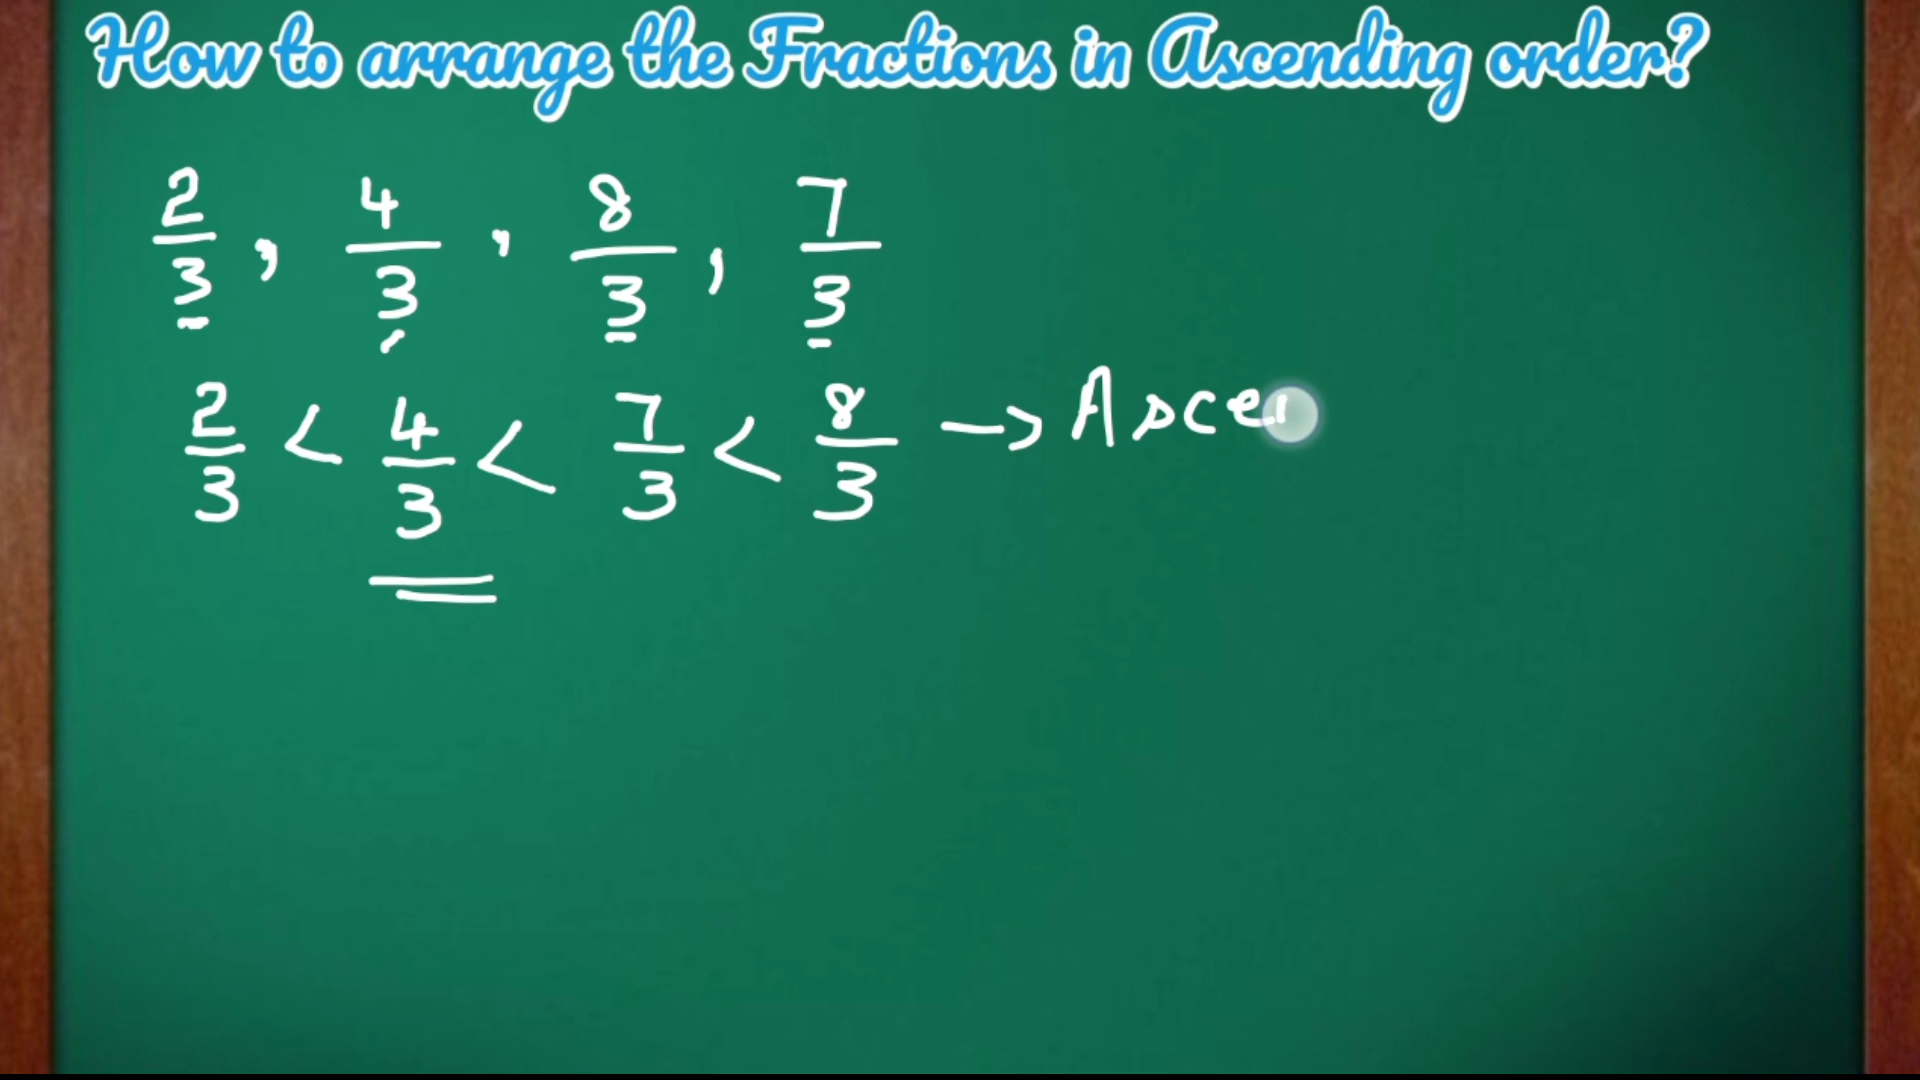 How to arrange the Fractions in Ascending order?
2/3, 4/3, 8/3, 7/3
2/3 < 4/3 < 7/3 < 8/3 →